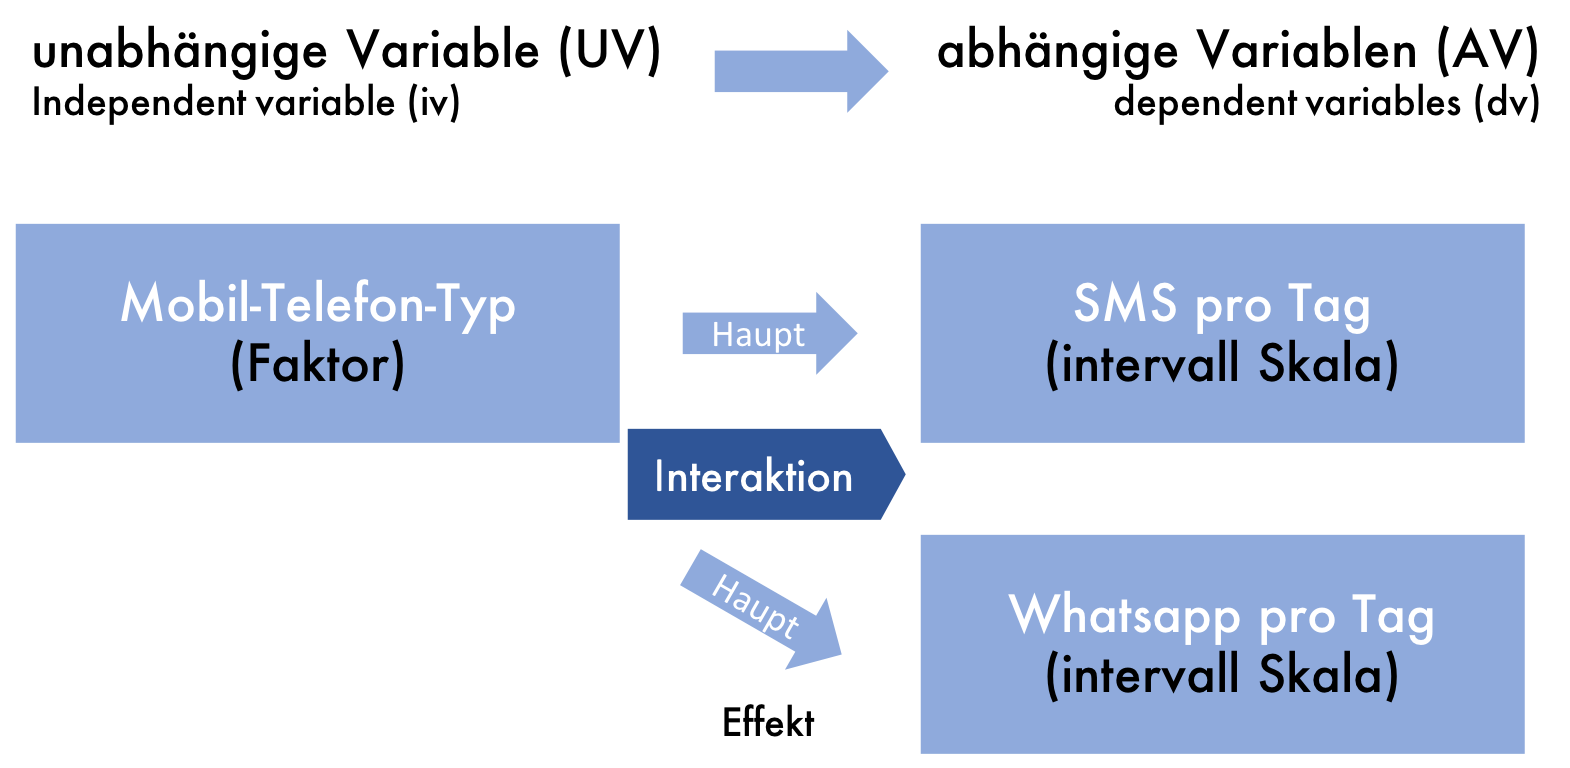 unabhängige Variable (UV)
Independent variable (iv)
abhängige Variablen (AV)
dependent variables (dv)
Mobil-Telefon-Typ
(Faktor)
Haupt
SMS pro Tag
(intervall Skala)
Interaktion
Haupt
Whatsapp pro Tag
(intervall Skala)
Effekt